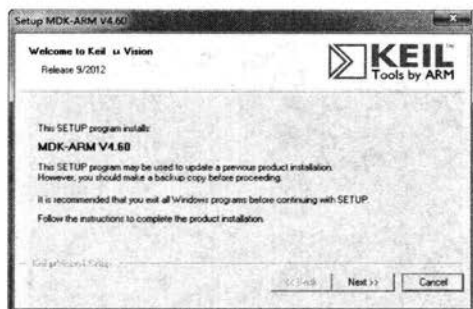 Setup MDK-ARM V4.60
Welcome to Keil μ Vision
Release 9/2012
KEIL™
Tools by ARM
This SETUP program installs:
MDK-ARM V4.60
This SETUP program may be used to update a previous product installation.
However, you should make a backup copy before proceeding.
It is recommended that you exit all Windows programs before continuing with SETUP.
Follow the instructions to complete the product installation.
<< Back
Next >>
Cancel